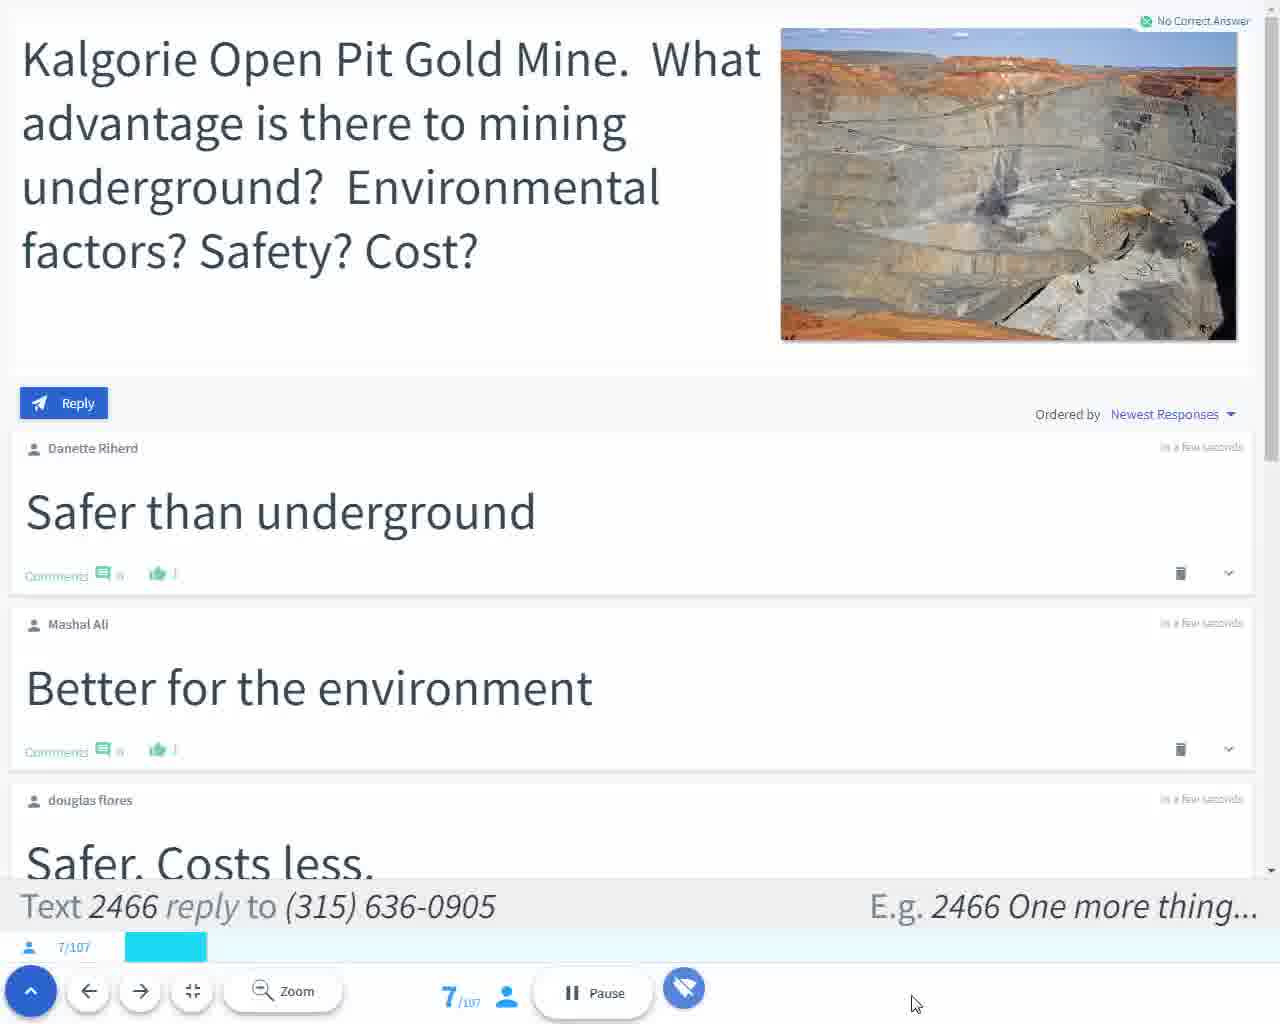 No Correct Answer
Kalgorie Open Pit Gold Mine. What
advantage is there to mining
underground? Environmental
factors? Safety? Cost?
Reply
Ordered by Newest Responses
Danette Riherd
in a few seconds
Safer than underground
Comments 0
Mashal Ali
in a few seconds
Better for the environment
Comments 0
douglas flores
in a few seconds
Safer. Costs less.
Text 2466 reply to (315) 636-0905
E.g. 2466 One more thing...
7/107
Zoom
7/107
Pause